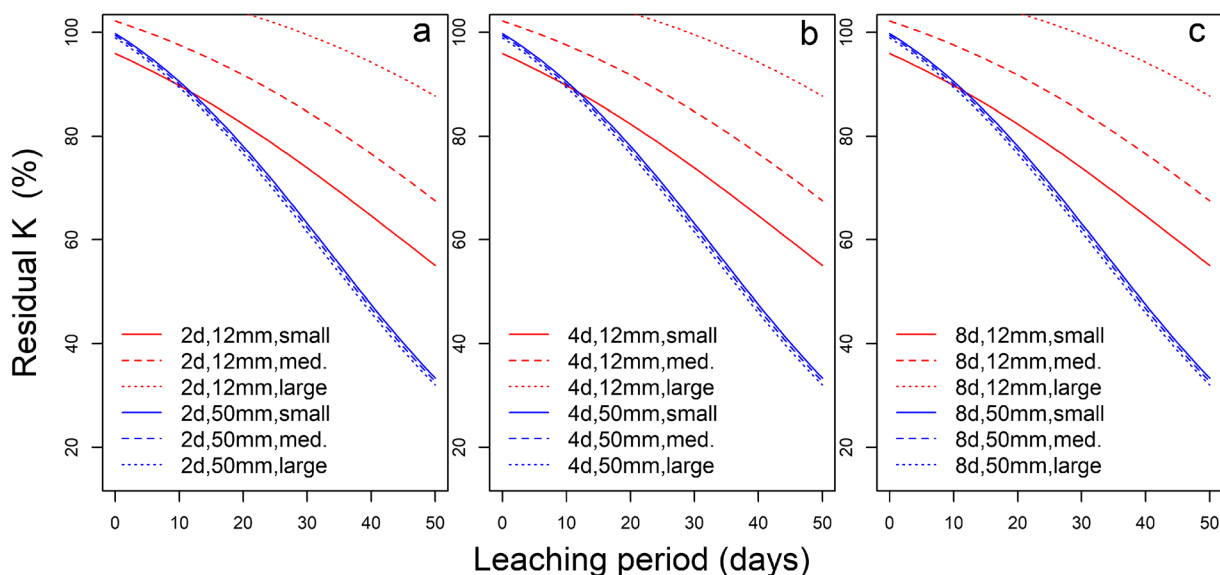 a
b
c
Residual K (%)
100
80
60
40
20
2d,12mm,small
2d,12mm,med.
2d,12mm,large
2d,50mm,small
2d,50mm,med.
2d,50mm,large
0 10 20 30 40 50
100
80
60
40
20
4d,12mm,small
4d,12mm,med.
4d,12mm,large
4d,50mm,small
4d,50mm,med.
4d,50mm,large
0 10 20 30 40 50
100
80
60
40
20
8d,12mm,small
8d,12mm,med.
8d,12mm,large
8d,50mm,small
8d,50mm,med.
8d,50mm,large
0 10 20 30 40 50
Leaching period (days)